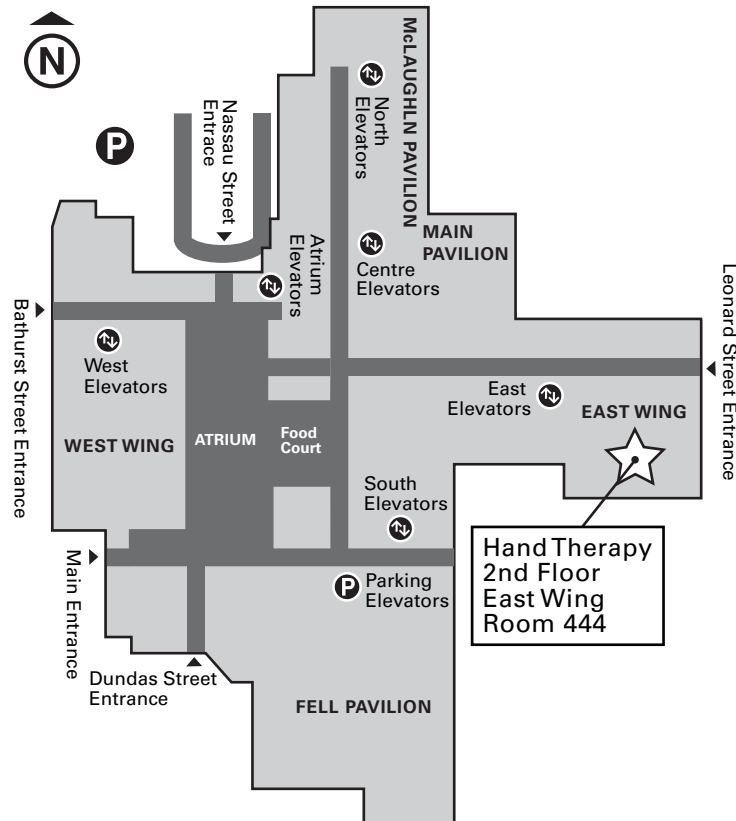 N
P
Nassau Street
Entrace
McLAUGHLN PAVILION
North
Elevators
Atrium
Elevators
MAIN
PAVILION
Centre
Elevators
Bathurst Street Entrance
Leonard Street Entrance
West
Elevators
East
Elevators
EAST WING
WEST WING
ATRIUM
Food
Court
South
Elevators
Hand Therapy
2nd Floor
East Wing
Room 444
Main Entrance
P
Parking
Elevators
Dundas Street
Entrance
FELL PAVILION